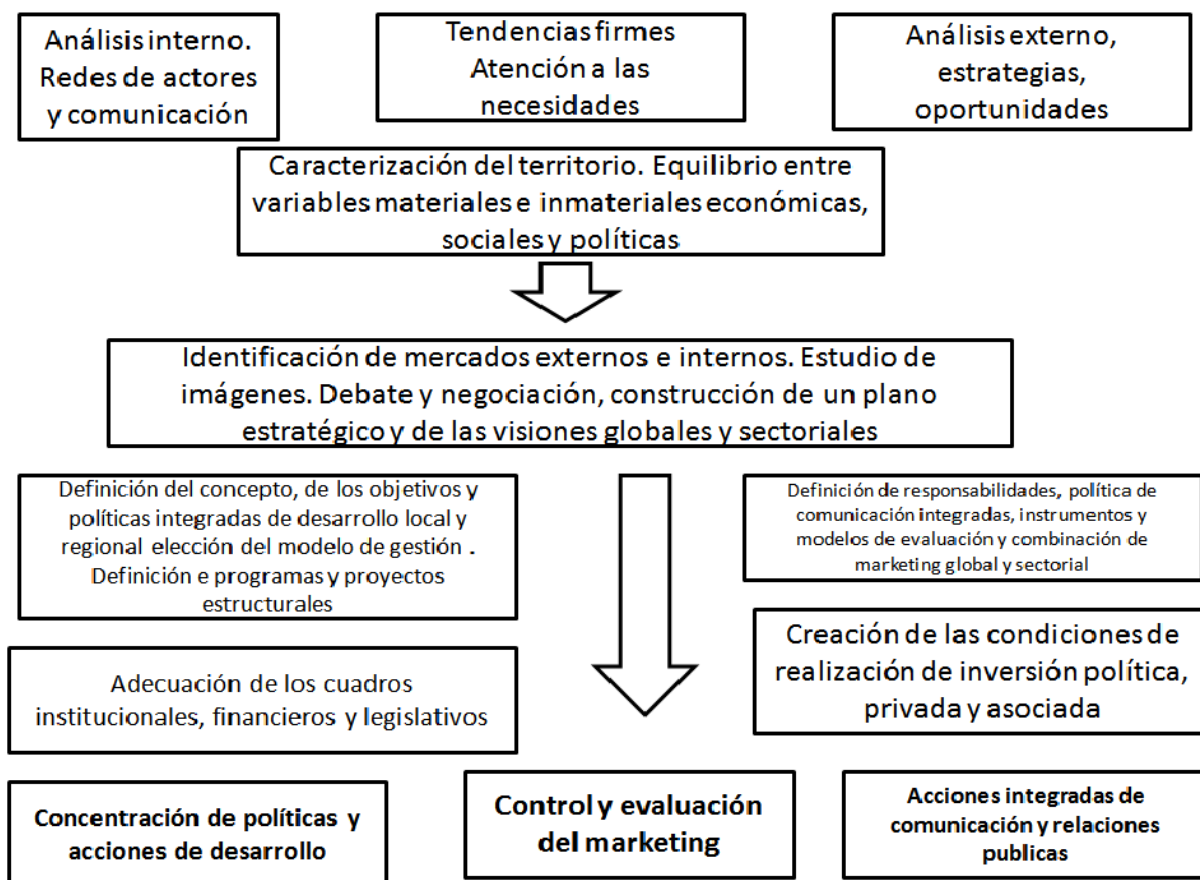 Análisis interno.
Redes de actores
y comunicación
Tendencias firmes
Atención a las
necesidades
Análisis externo,
estrategias,
oportunidades
Caracterización del territorio. Equilibrio entre
variables materiales e inmateriales económicas,
sociales y políticas
Identificación de mercados externos e internos. Estudio de
imágenes. Debate y negociación, construcción de un plano
estratégico y de las visiones globales y sectoriales
Definición del concepto, de los objetivos y
políticas integradas de desarrollo local y
regional elección del modelo de gestión .
Definición e programas y proyectos
estructurales
Definición de responsabilidades, política de
comunicación integradas, instrumentos y
modelos de evaluación y combinación de
marketing global y sectorial
Adecuación de los cuadros
institucionales, financieros y legislativos
Creación de las condiciones de
realización de inversión política,
privada y asociada
Concentración de políticas y
acciones de desarrollo
Control y evaluación
del marketing
Acciones integradas de
comunicación y relaciones
publicas